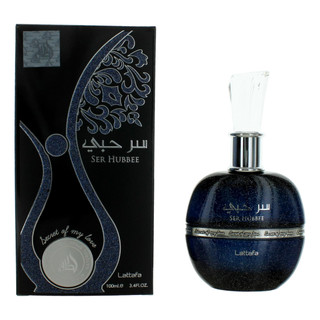 سر حبي
SER HUBBEE
Secret of my love
Lattafa
100ml.℮ 3.4FL.OZ.
سر حبي
SER HUBBEE
Lattafa